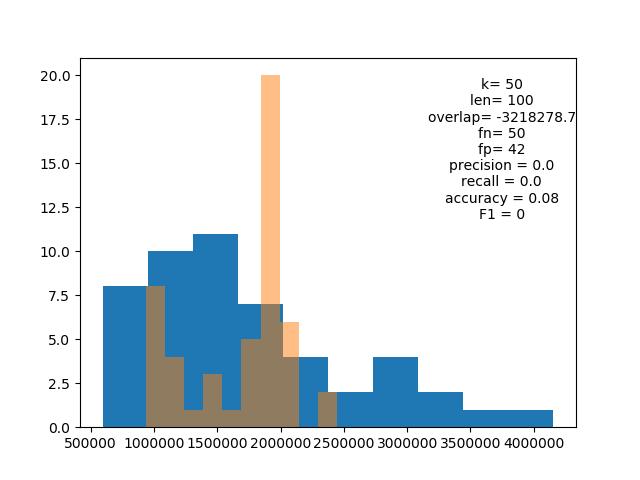 20.0
17.5
15.0
12.5
10.0
7.5
5.0
2.5
0.0
k= 50
len= 100
overlap= -3218278.7
fn= 50
fp= 42
precision = 0.0
recall = 0.0
accuracy = 0.08
F1 = 0
500000 1000000 1500000 2000000 2500000 3000000 3500000 4000000